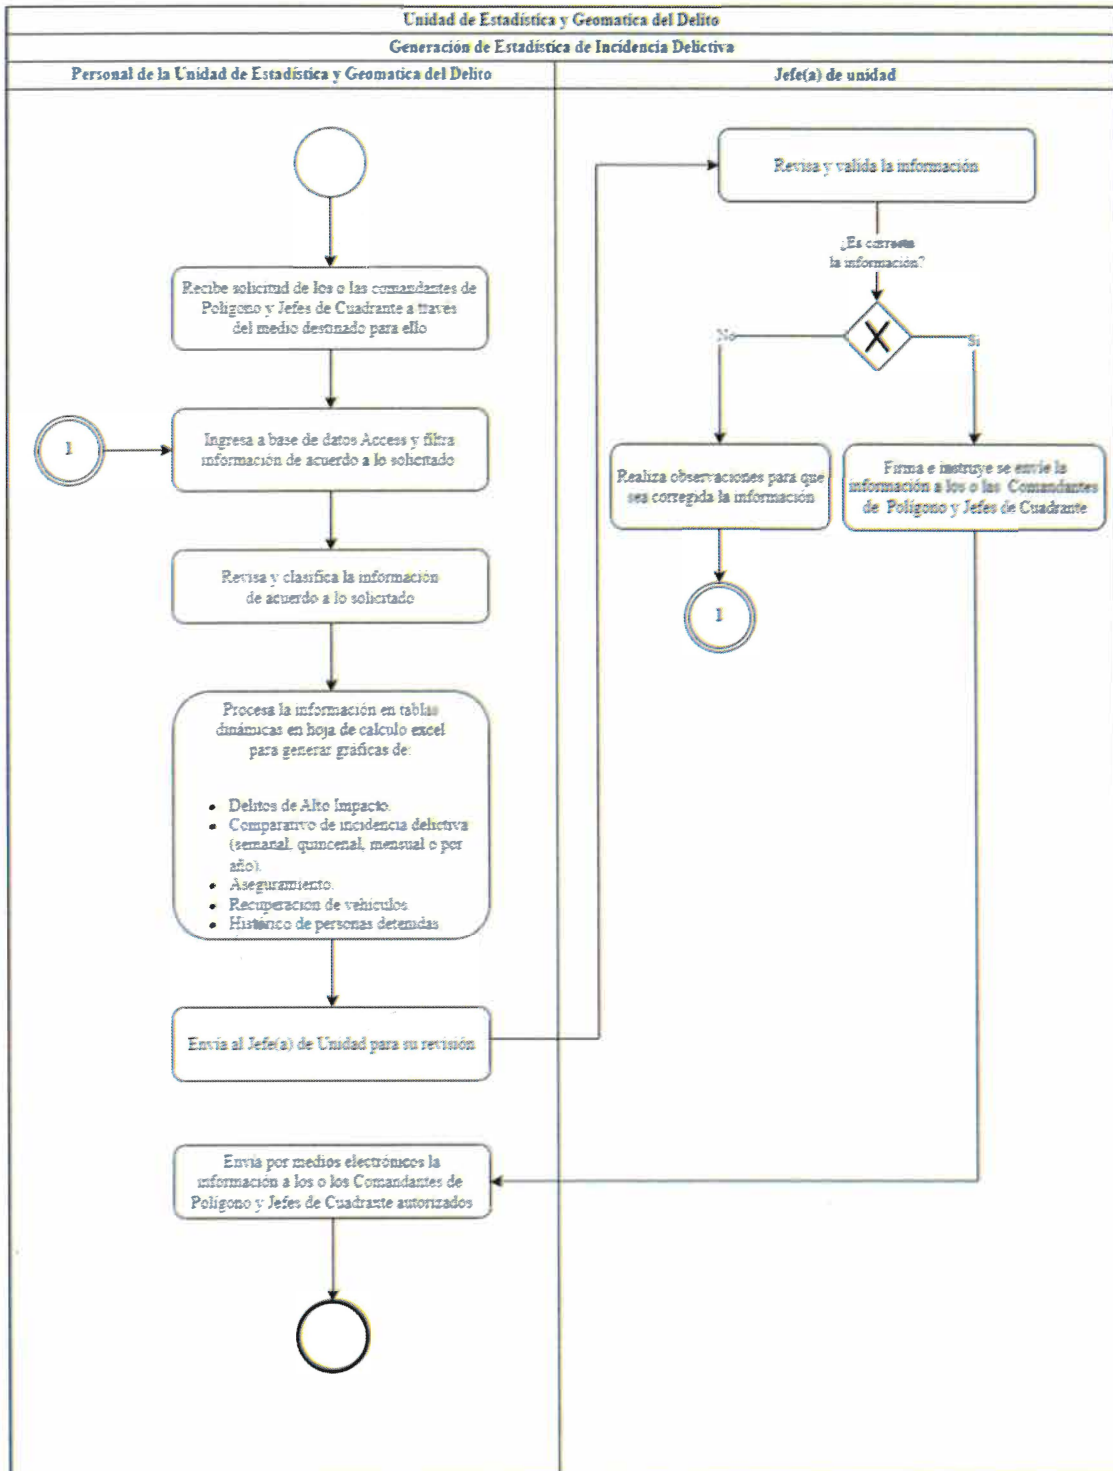 Unidad de Estadística y Geomatica del Delito
Generación de Estadística de Incidencia Delictiva
Personal de la Unidad de Estadística y Geomatica del Delito
Jefe(a) de unidad
Recibe solicitud de los o las comandantes de
Polígono y Jefes de Cuadrante a través
del medio destinado para ello
1
Ingresa a base de datos Access y filtra
información de acuerdo a lo solicitado
Revisa y clasifica la información
de acuerdo a lo solicitado
Procesa la información en tablas
dinámicas en hoja de calculo excel
para generar gráficas de:
• Delitos de Alto Impacto.
• Comparativo de incidencia delictiva
(semanal, quincenal, mensual o por
año).
• Aseguramiento.
• Recuperacion de vehículos
• Histórico de personas detenidas
Envía al Jefe(a) de Unidad para su revisión
Revisa y valida la información
¿Es correcta
la información?
X
No
Si
Realiza observaciones para que
sea corregida la información
1
Firma e instruye se envíe la
información a los o las Comandantes
de Polígono y Jefes de Cuadrante
Envía por medios electrónicos la
información a los o los Comandantes de
Polígono y Jefes de Cuadrante autorizados